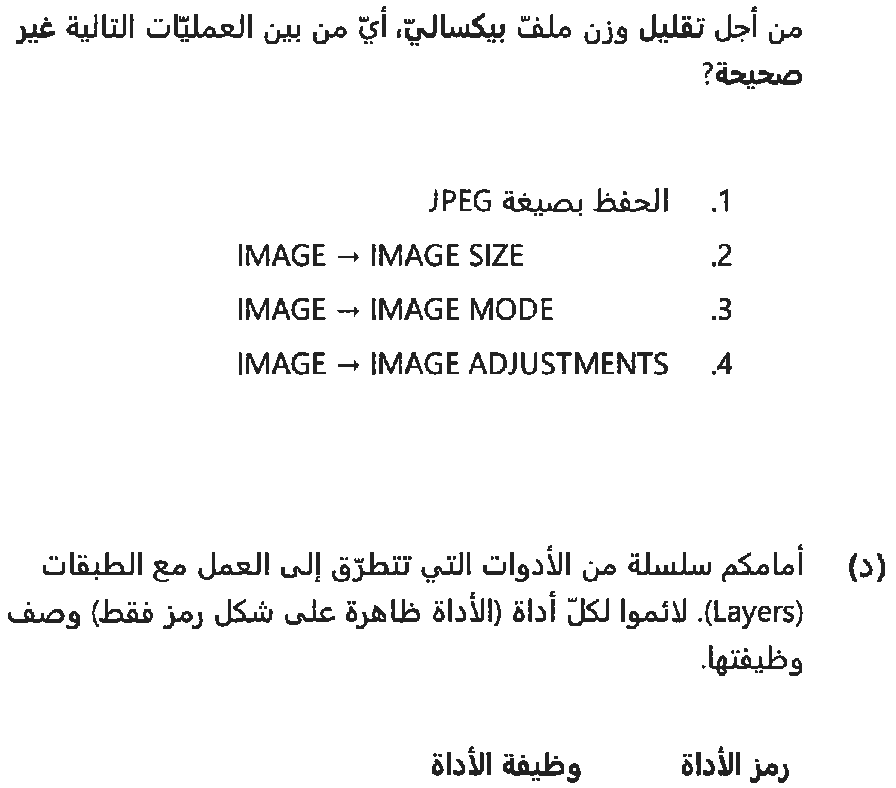 من أجل تقليل وزن ملفّ بيكساليّ، أيّ من بين العمليّات التالية غير
صحيحة?
1. الحفظ بصيغة JPEG
2. IMAGE → IMAGE SIZE
3. IMAGE → IMAGE MODE
4. IMAGE → IMAGE ADJUSTMENTS
(د) أمامكم سلسلة من الأدوات التي تتطرّق إلى العمل مع الطبقات
(Layers). لائموا لكلّ أداة (الأداة ظاهرة على شكل رمز فقط) وصف
وظيفتها.
رمز الأداة وظيفة الأداة